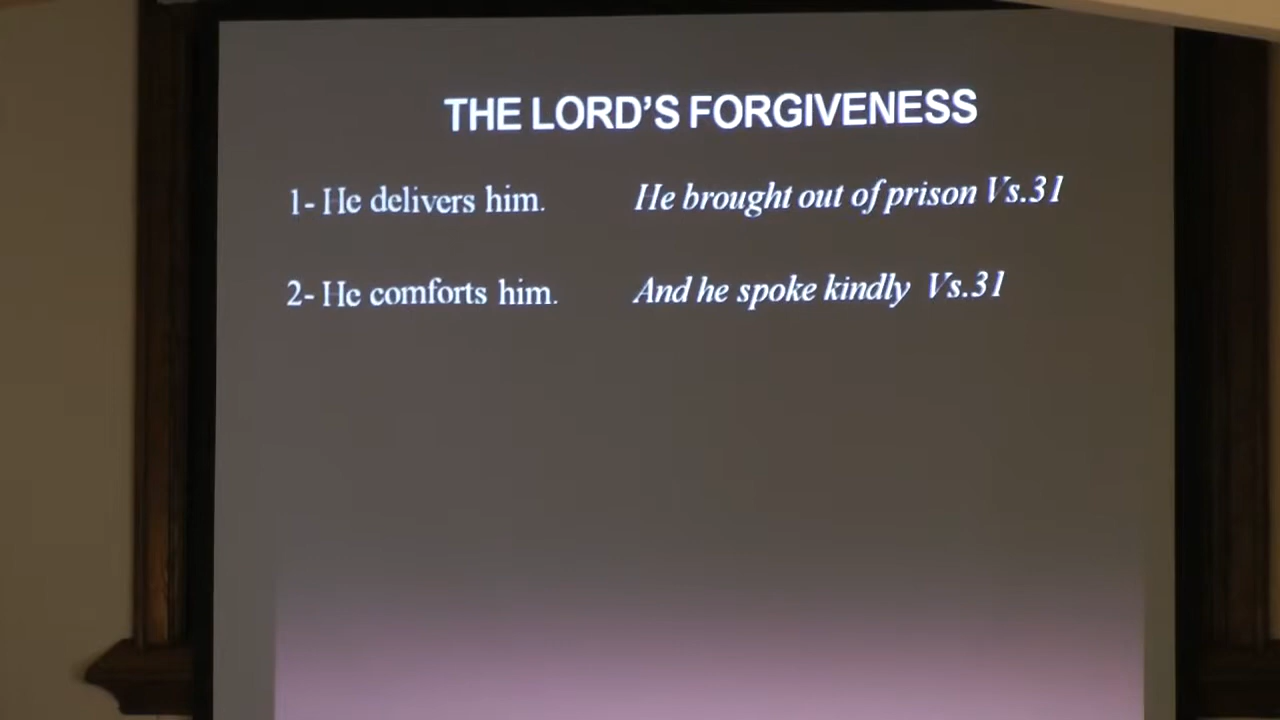 THE LORD'S FORGIVENESS
1- He delivers him. He brought out of prison Vs.31
2- He comforts him. And he spoke kindly Vs.31